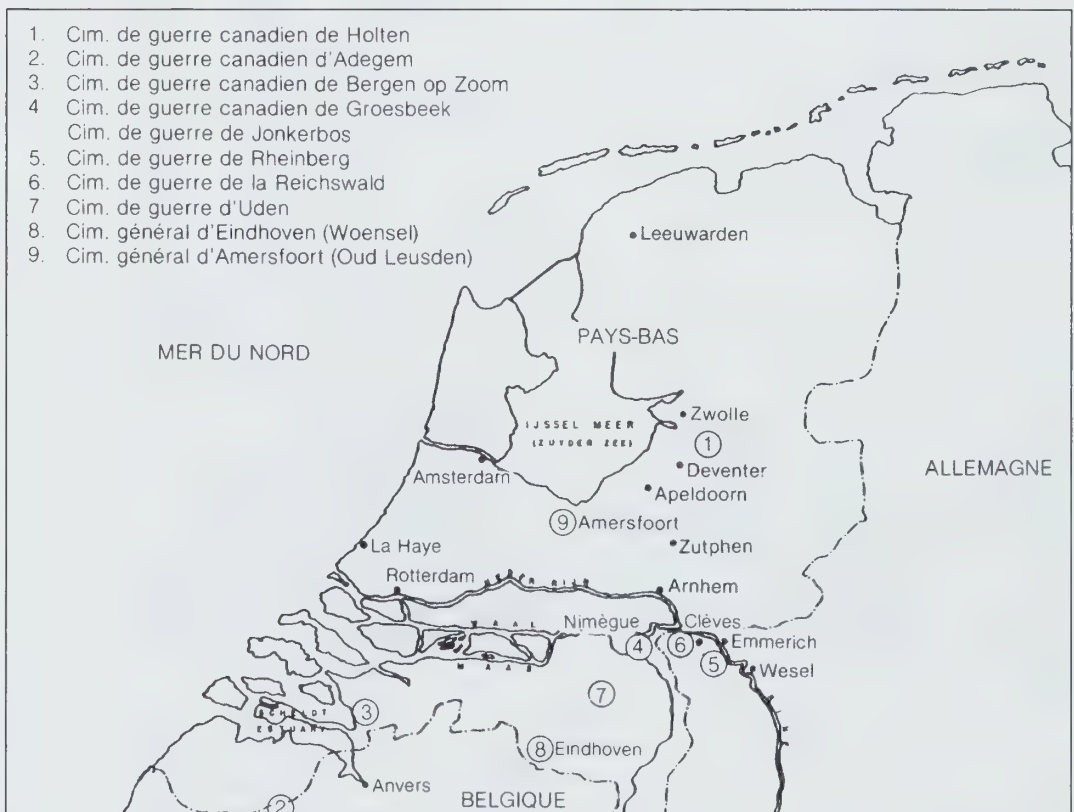 1. Cim. de guerre canadien de Holten
2. Cim. de guerre canadien d'Adegem
3. Cim. de guerre canadien de Bergen op Zoom
4 Cim. de guerre canadien de Groesbeek
Cim. de guerre de Jonkerbos
5. Cim. de guerre de Rheinberg
6. Cim. de guerre de la Reichswald
7 Cim. de guerre d'Uden
8. Cim. général d'Eindhoven (Woensel)
9. Cim. général d'Amersfoort (Oud Leusden)
Leeuwarden
MER DU NORD
PAYS-BAS
IJSSEL MEER
(ZUYDER ZEE)
Zwolle
1
Amsterdam
Deventer
ALLEMAGNE
Apeldoorn
9 Amersfoort
La Haye
Zutphen
Rotterdam
Arnhem
WAAL
Nimègue
Clèves
4
6
Emmerich
MAAS
5
Wesel
7
3
SCHELDT
ESTUARY
8 Eindhoven
Anvers
2
BELGIQUE